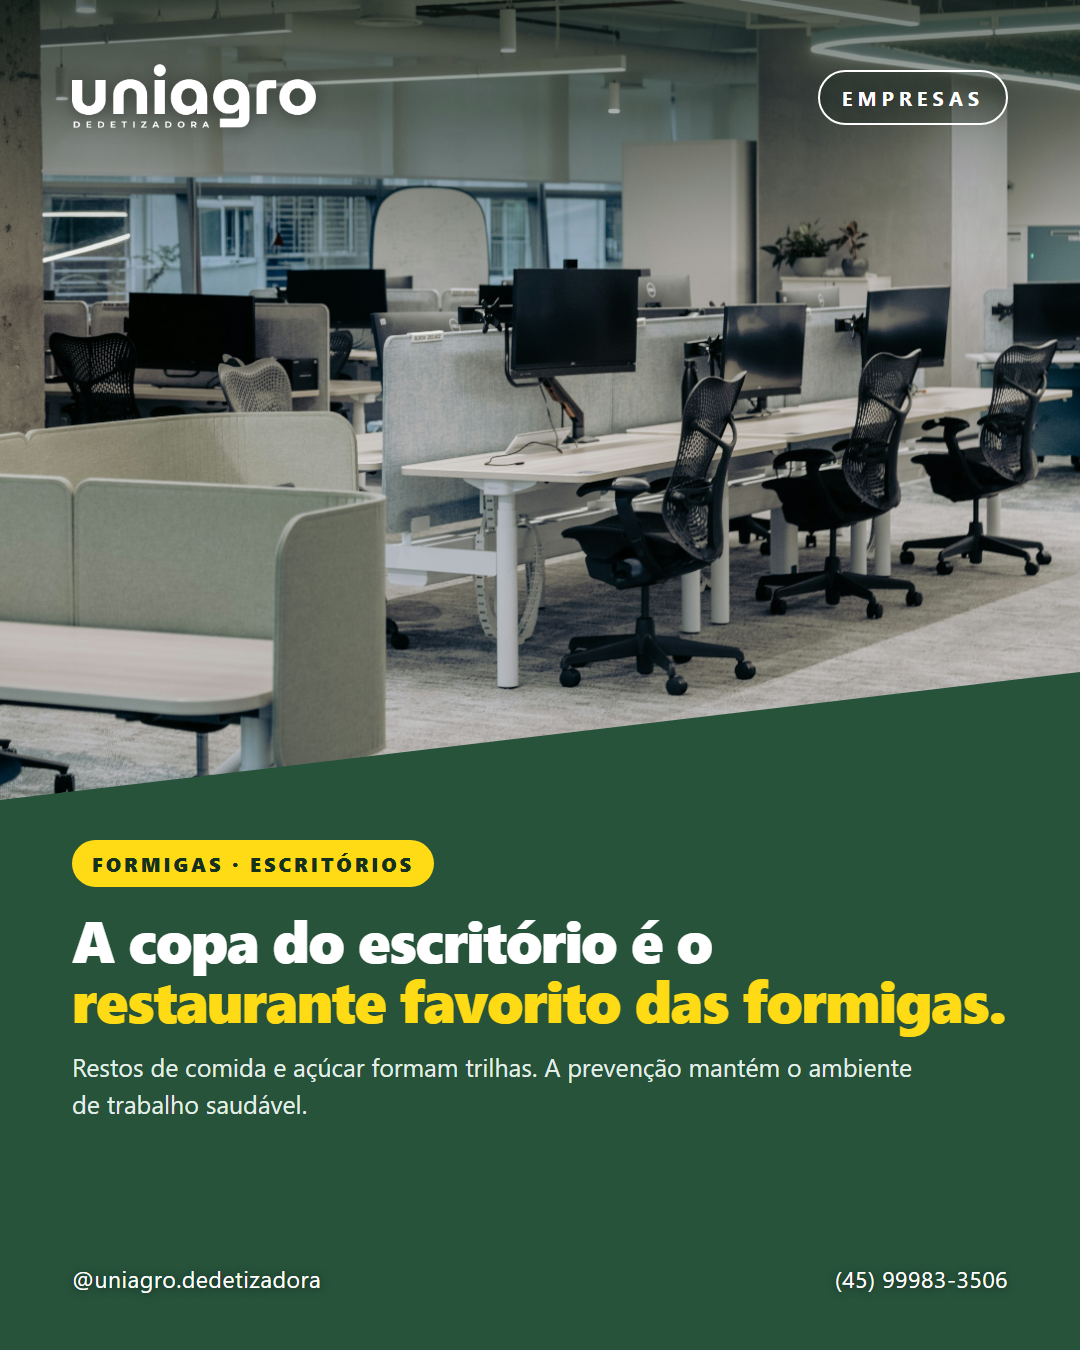 uniagro
DEDETIZADORA
EMPRESAS
FORMIGAS · ESCRITÓRIOS
A copa do escritório é o
restaurante favorito das formigas.
Restos de comida e açúcar formam trilhas. A prevenção mantém o ambiente
de trabalho saudável.
@uniagro.dedetizadora
(45) 99983-3506